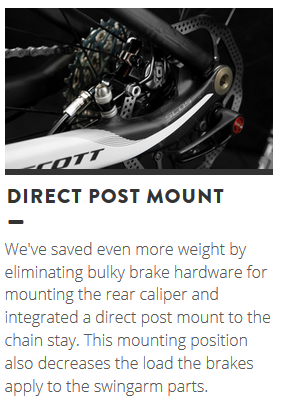 SCOTT
SCOTT
DIRECT POST MOUNT
We've saved even more weight by
eliminating bulky brake hardware for
mounting the rear caliper and
integrated a direct post mount to the
chain stay. This mounting position
also decreases the load the brakes
apply to the swingarm parts.